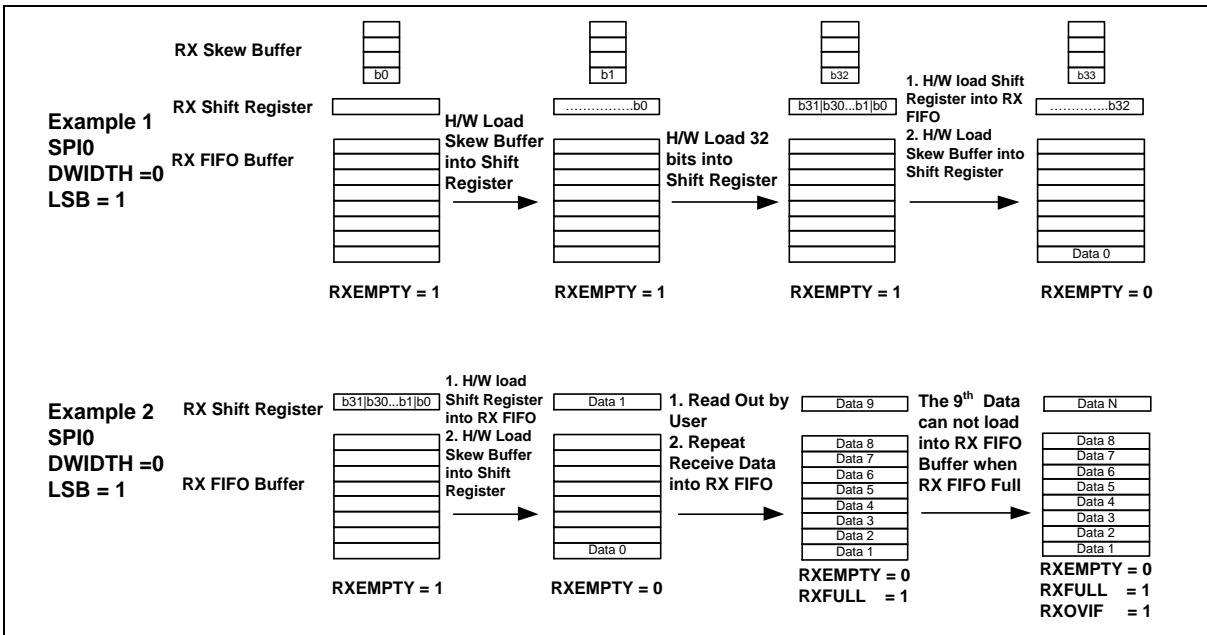 RX Skew Buffer
b0
b1
b32
b33
Example 1
SPI0
DWIDTH =0
LSB = 1
RX Shift Register
RX FIFO Buffer
H/W Load
Skew Buffer
into Shift
Register
................b0
H/W Load 32
bits into
Shift Register
b31|b30...b1|b0
1. H/W load Shift
Register into RX
FIFO
2. H/W Load
Skew Buffer into
Shift Register
..............b32
Data 0
RXEMPTY = 1
RXEMPTY = 1
RXEMPTY = 1
RXEMPTY = 0
Example 2
SPI0
DWIDTH =0
LSB = 1
RX Shift Register
RX FIFO Buffer
b31|b30...b1|b0
1. H/W load
Shift Register
into RX FIFO
2. H/W Load
Skew Buffer
into Shift
Register
Data 1
Data 0
1. Read Out by
User
2. Repeat
Receive Data
into RX FIFO
Data 9
Data 8
Data 7
Data 6
Data 5
Data 4
Data 3
Data 2
Data 1
The 9th Data
can not load
into RX FIFO
Buffer when
RX FIFO Full
Data N
Data 8
Data 7
Data 6
Data 5
Data 4
Data 3
Data 2
Data 1
RXEMPTY = 1
RXEMPTY = 0
RXEMPTY = 0
RXFULL = 1
RXEMPTY = 0
RXFULL = 1
RXOVIF = 1